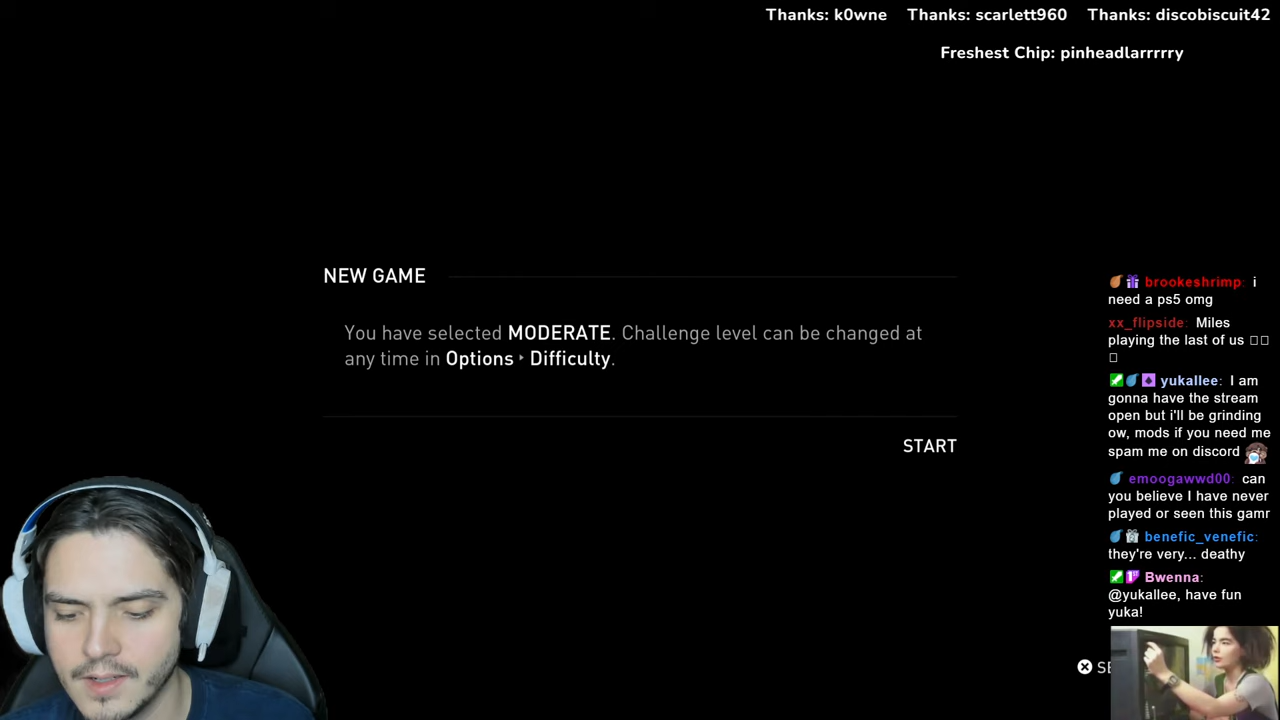 Thanks: k0wne Thanks: scarlett960 Thanks: discobiscuit42
Freshest Chip: pinheadlarrrrry
NEW GAME
You have selected MODERATE. Challenge level can be changed at
any time in Options ▸ Difficulty.
START
brookeshrimp: i
need a ps5 omg
xx_flipside: Miles
playing the last of us
yukallee: I am
gonna have the stream
open but i'll be grinding
ow, mods if you need me
spam me on discord
emoogawwd00: can
you believe I have never
played or seen this gamr
benefic_venefic:
they're very... deathy
Bwenna:
@yukallee, have fun
yuka!